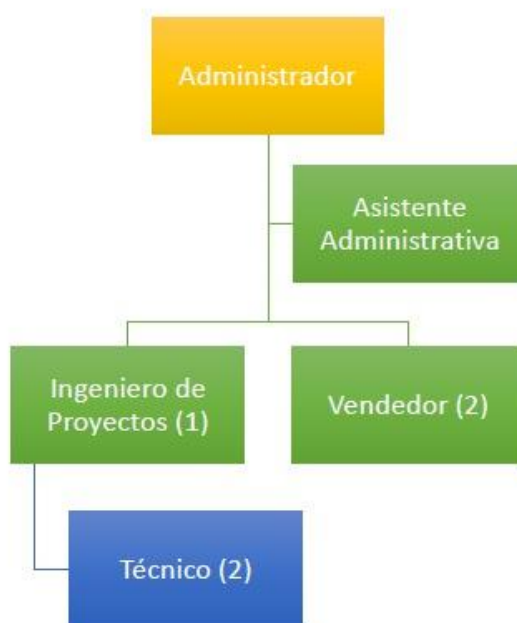 Administrador
Asistente
Administrativa
Ingeniero de
Proyectos (1)
Vendedor (2)
Técnico (2)